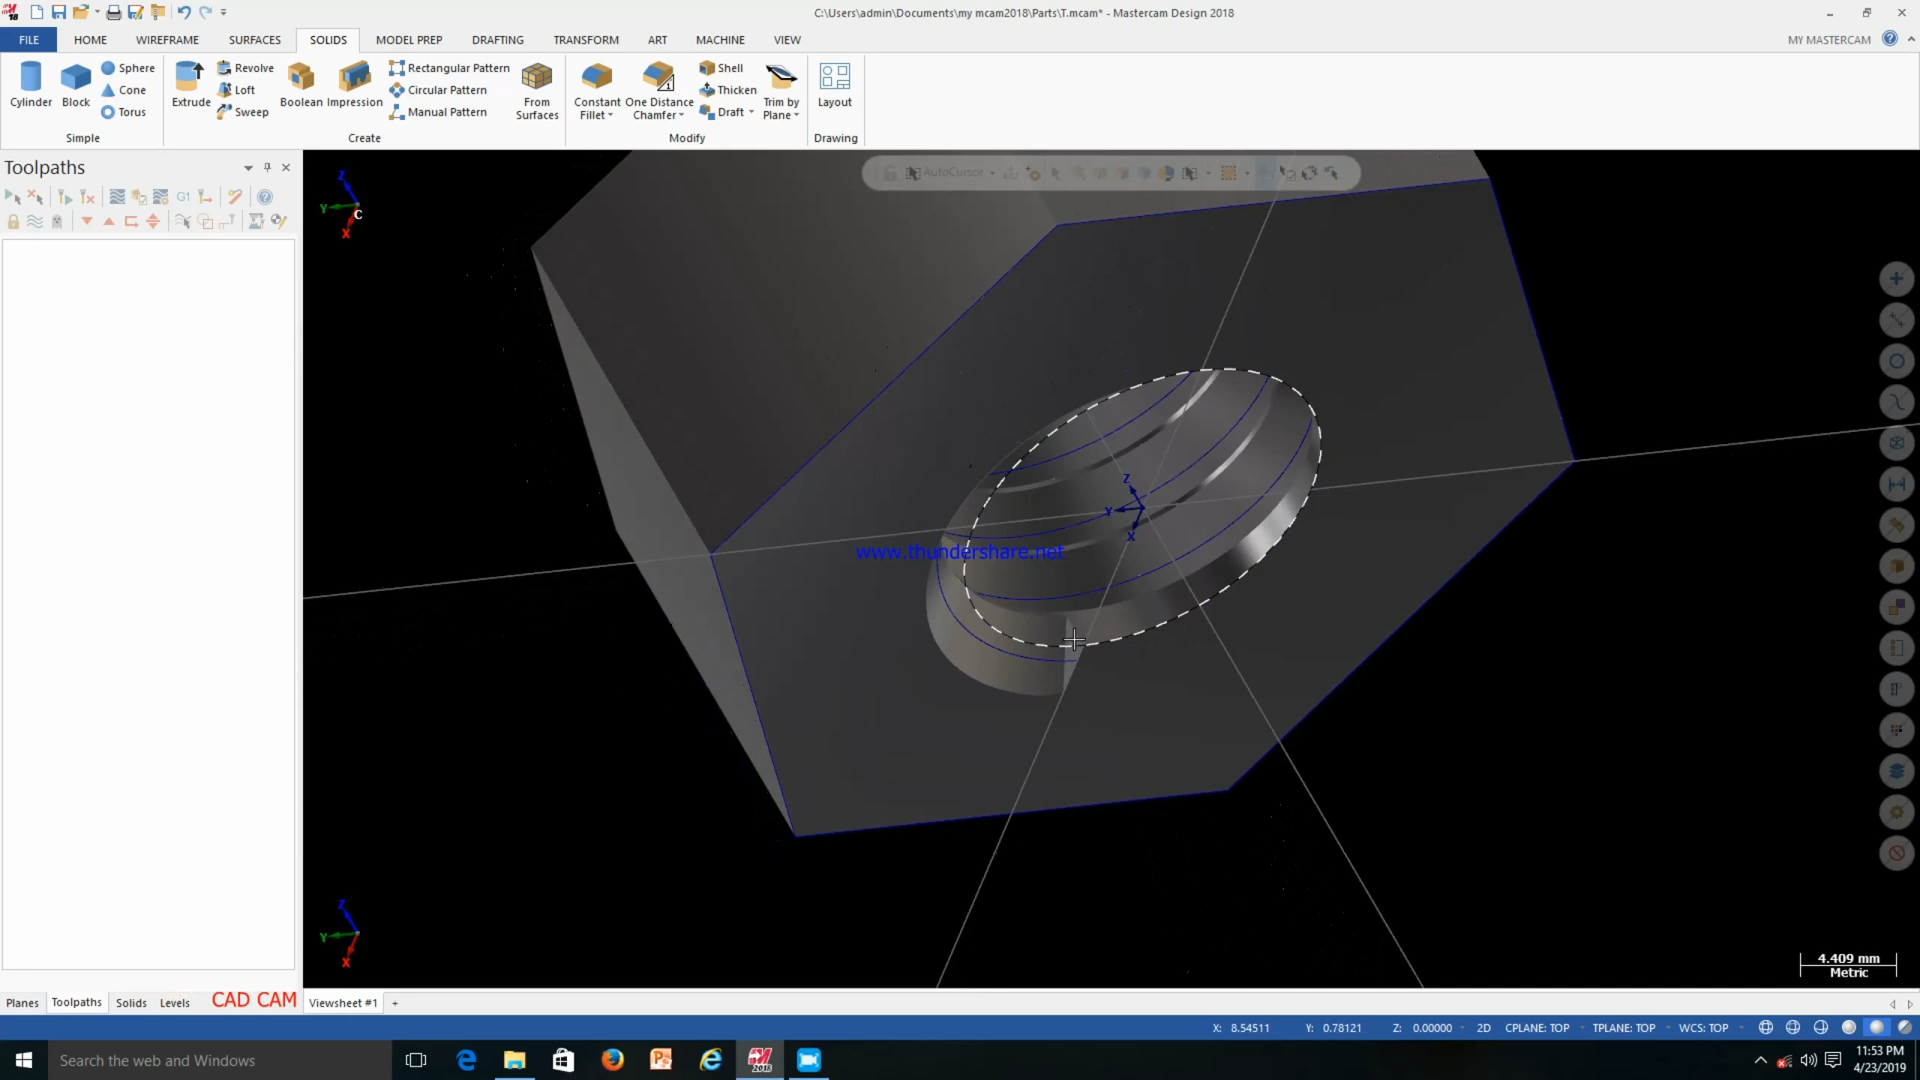 C:\Users\admin\Documents\my mcam2018\Parts\T.mcam* - Mastercam Design 2018
FILE HOME WIREFRAME SURFACES SOLIDS MODEL PREP DRAFTING TRANSFORM ART MACHINE VIEW MY MASTERCAM
Cylinder Block Sphere Cone Torus
Simple
Extrude Revolve Loft Sweep Boolean Impression Rectangular Pattern Circular Pattern Manual Pattern From Surfaces
Create
Constant Fillet One Distance Chamfer Shell Thicken Draft Trim by Plane
Modify
Layout
Drawing
Toolpaths
G1
AutoCursor
Z
Y
C
X
Z
Y
X
www.thundershare.net
Z
Y
X
4.409 mm
Metric
Planes Toolpaths Solids Levels CAD CAM Viewsheet #1 +
X: 8.54511 Y: 0.78121 Z: 0.00000 2D CPLANE: TOP TPLANE: TOP WCS: TOP
Search the web and Windows
2018
11:53 PM
4/23/2019